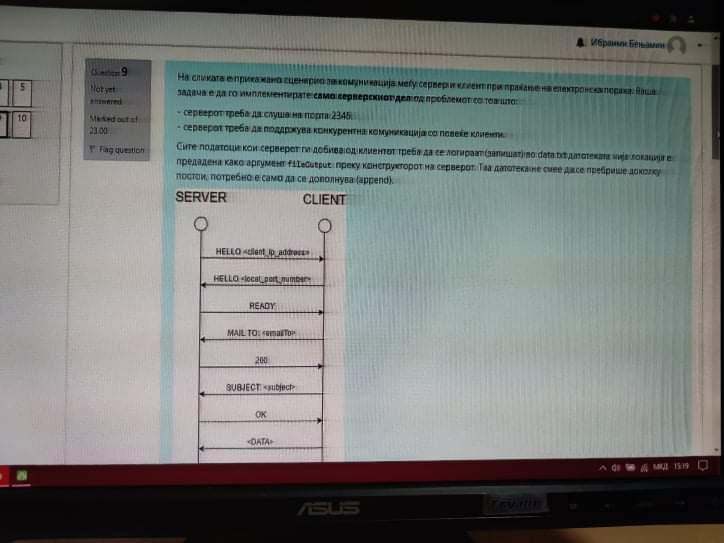 Ибраими Бењамин
Question 9
5
Not yet
answered
10
Marked out of
23.00
Flag question
На сликата е прикажано сценарио за комуникација меѓу сервер и клиент при праќање на електронска порака. Ваша
задача е да го имплементирате само серверскиот дел од проблемот со тоа што:
- серверот треба да слуша на порта 2345
- серверот треба да поддржува конкурентна комуникација со повеќе клиенти.
Сите податоци кои серверот ги добива од клиентот треба да се логираат (запишат) во data.txt датотеката чија локација е
предадена како аргумент fileOutput преку конструкторот на серверот. Таа датотека не смее да се пребрише доколку
постои, потребно е само да се дополнува (append).
SERVER CLIENT
HELLO <client_ip_address>
HELLO <local_port_number>
READY
MAIL TO: <emailTo>
200
SUBJECT: <subject>
OK
<DATA>
МКД 15:19
ASUS